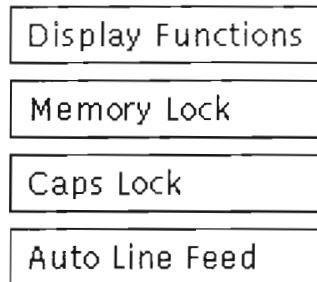 Display Functions
Memory Lock
Caps Lock
Auto Line Feed